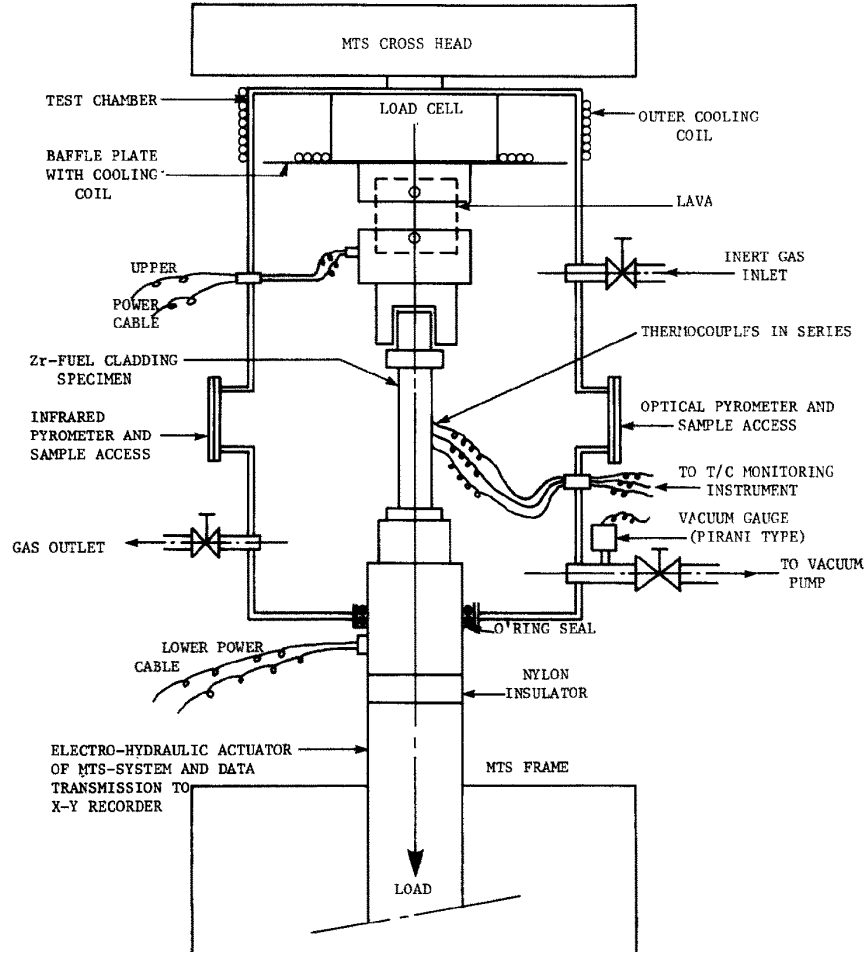 MTS CROSS HEAD
TEST CHAMBER
LOAD CELL
OUTER COOLING
COIL
BAFFLE PLATE
WITH COOLING
COIL
LAVA
UPPER
POWER
CABLE
INERT GAS
INLET
THERMOCOUPLES IN SERIES
Zr-FUEL CLADDING
SPECIMEN
INFRARED
PYROMETER AND
SAMPLE ACCESS
OPTICAL PYROMETER AND
SAMPLE ACCESS
TO T/C MONITORING
INSTRUMENT
VACUUM GAUGE
(PIRANI TYPE)
GAS OUTLET
TO VACUUM
PUMP
O'RING SEAL
LOWER POWER
CABLE
NYLON
INSULATOR
ELECTRO-HYDRAULIC ACTUATOR
OF MTS-SYSTEM AND DATA
TRANSMISSION TO
X-Y RECORDER
MTS FRAME
LOAD